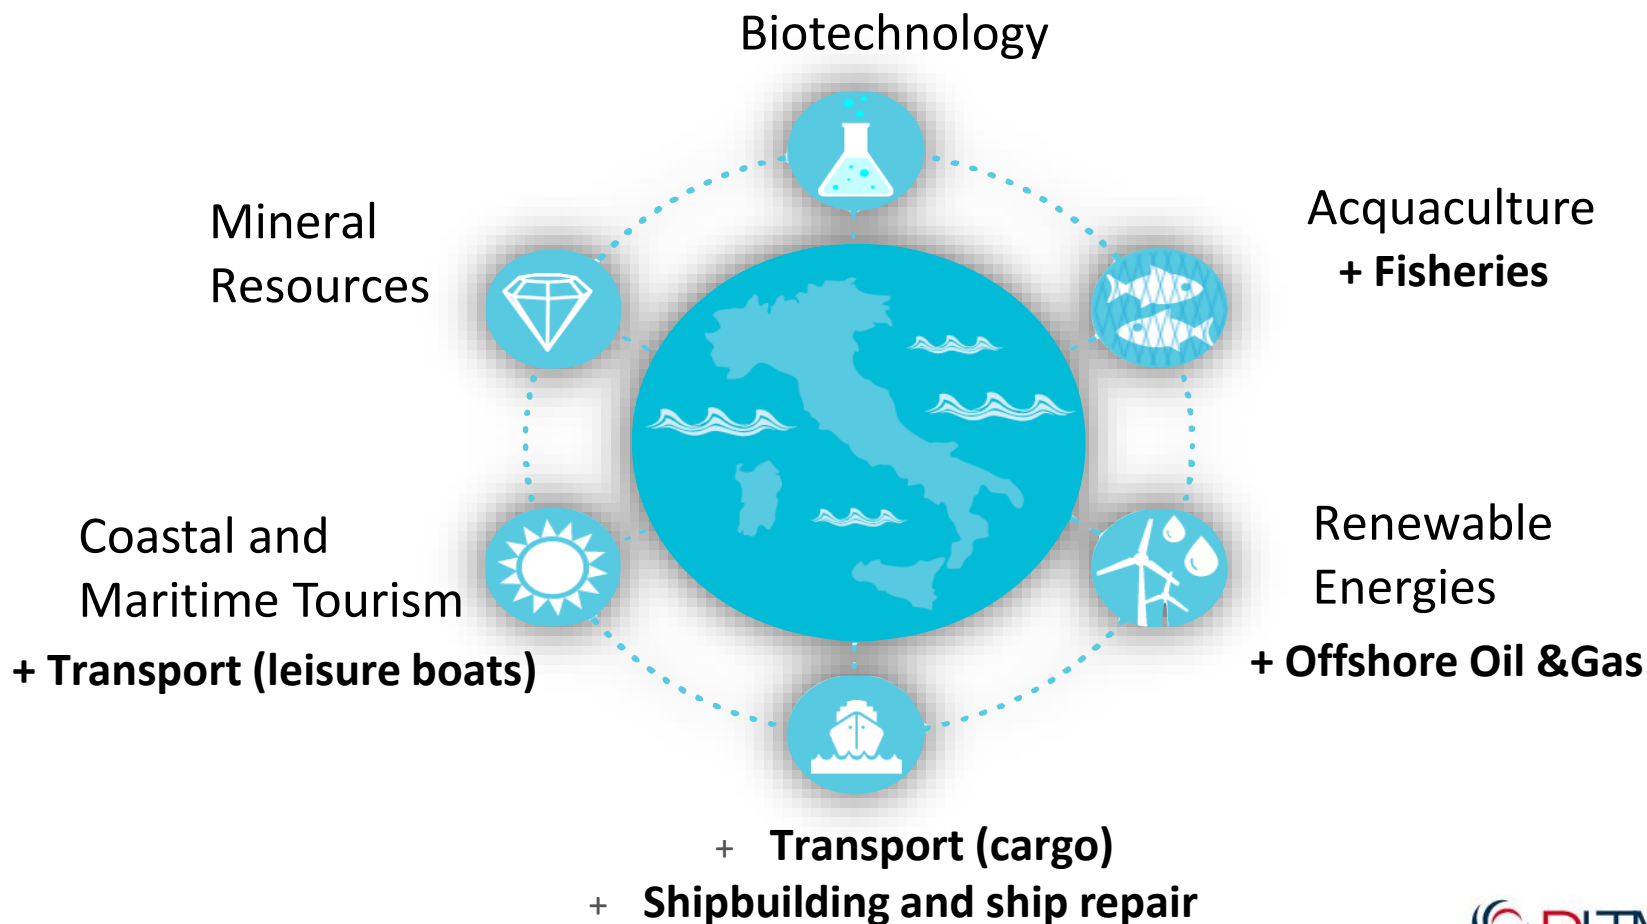 Biotechnology
Mineral
Resources
Acquaculture
+ Fisheries
Coastal and
Maritime Tourism
+ Transport (leisure boats)
Renewable
Energies
+ Offshore Oil &Gas
+ Transport (cargo)
+ Shipbuilding and ship repair